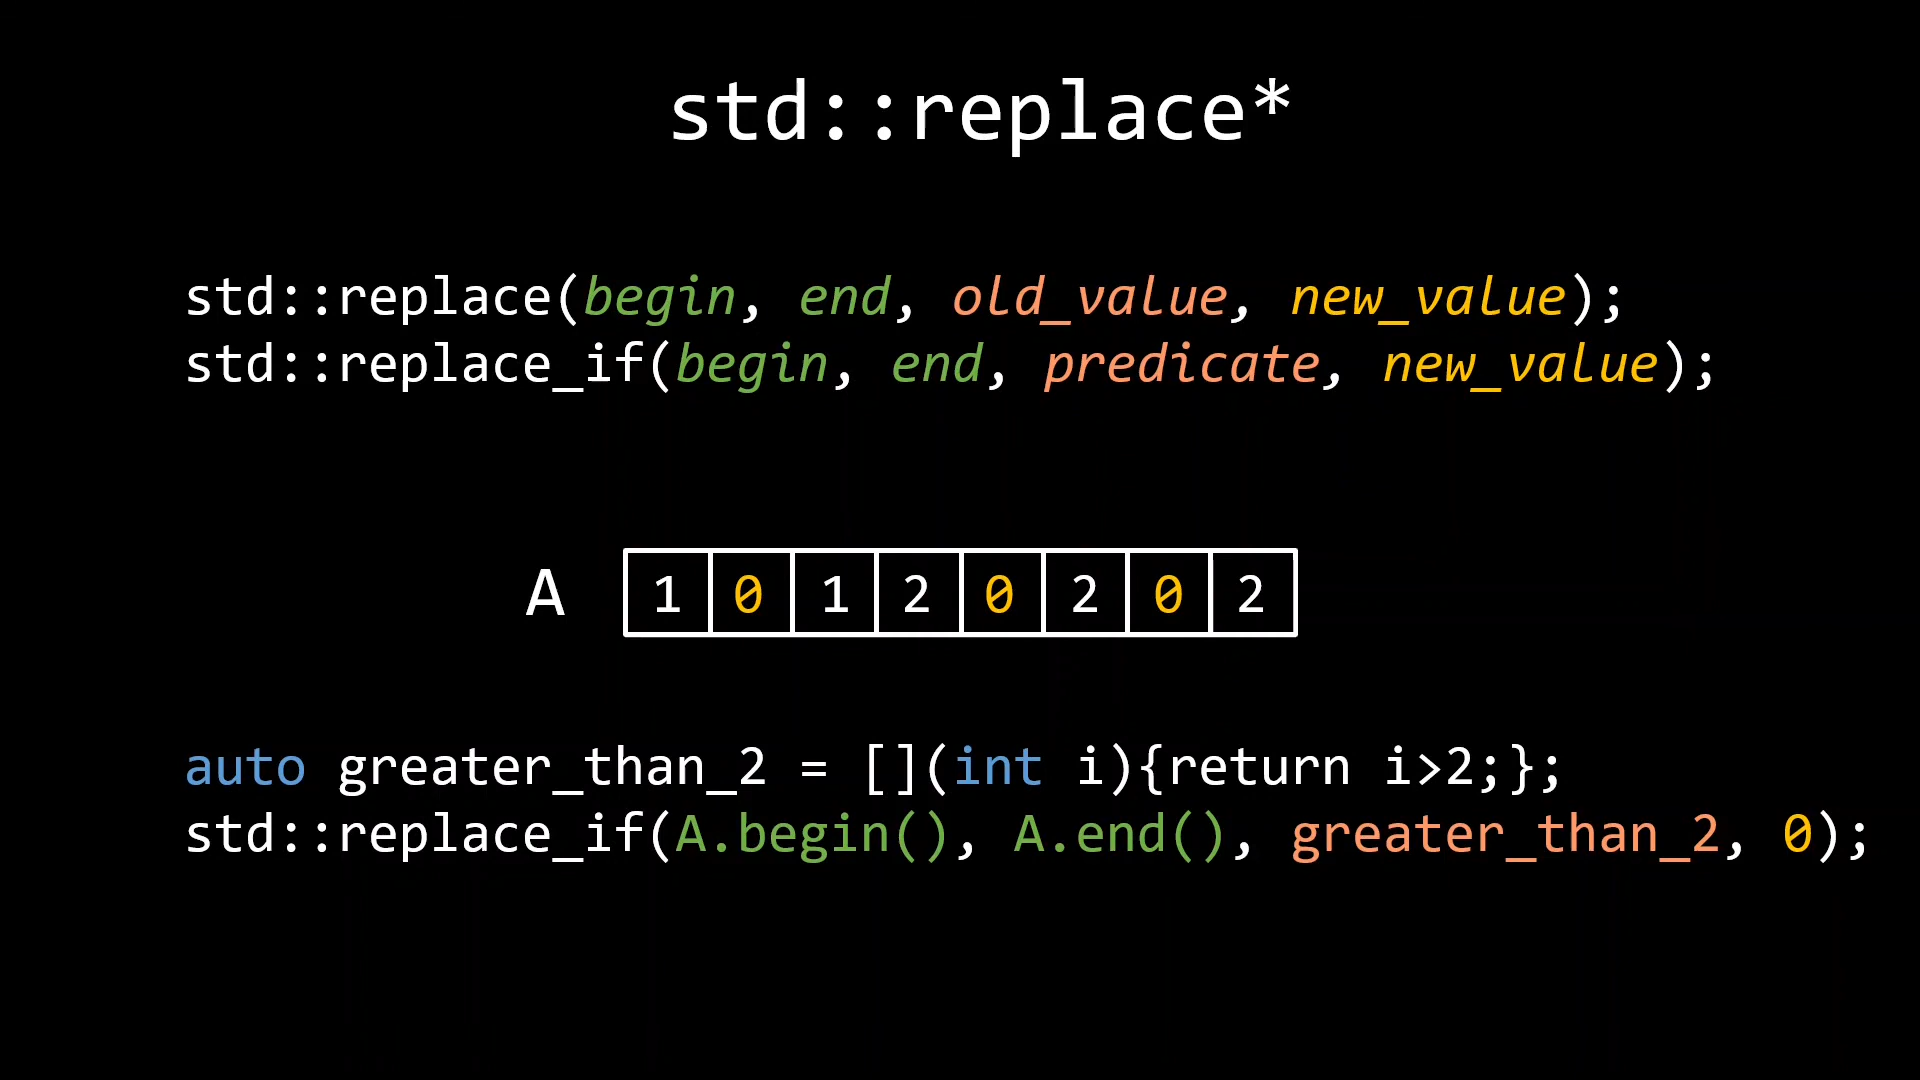 std::replace*
std::replace(begin, end, old_value, new_value);
std::replace_if(begin, end, predicate, new_value);
A 1 0 1 2 0 2 0 2
auto greater_than_2 = [](int i){return i>2;};
std::replace_if(A.begin(), A.end(), greater_than_2, 0);